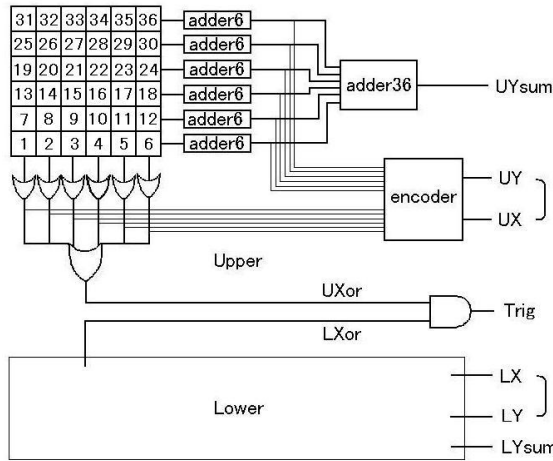 31 32 33 34 35 36 adder6
25 26 27 28 29 30 adder6
19 20 21 22 23 24 adder6
13 14 15 16 17 18 adder6
7 8 9 10 11 12 adder6
1 2 3 4 5 6 adder6
adder36 UYsum
encoder
UY
UX
Upper
UXor
LXor
Trig
Lower
LX
LY
LYsum